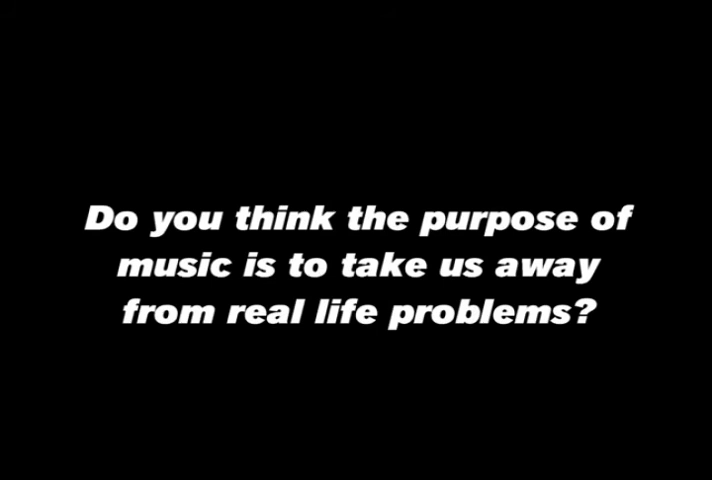 Do you think the purpose of
music is to take us away
from real life problems?